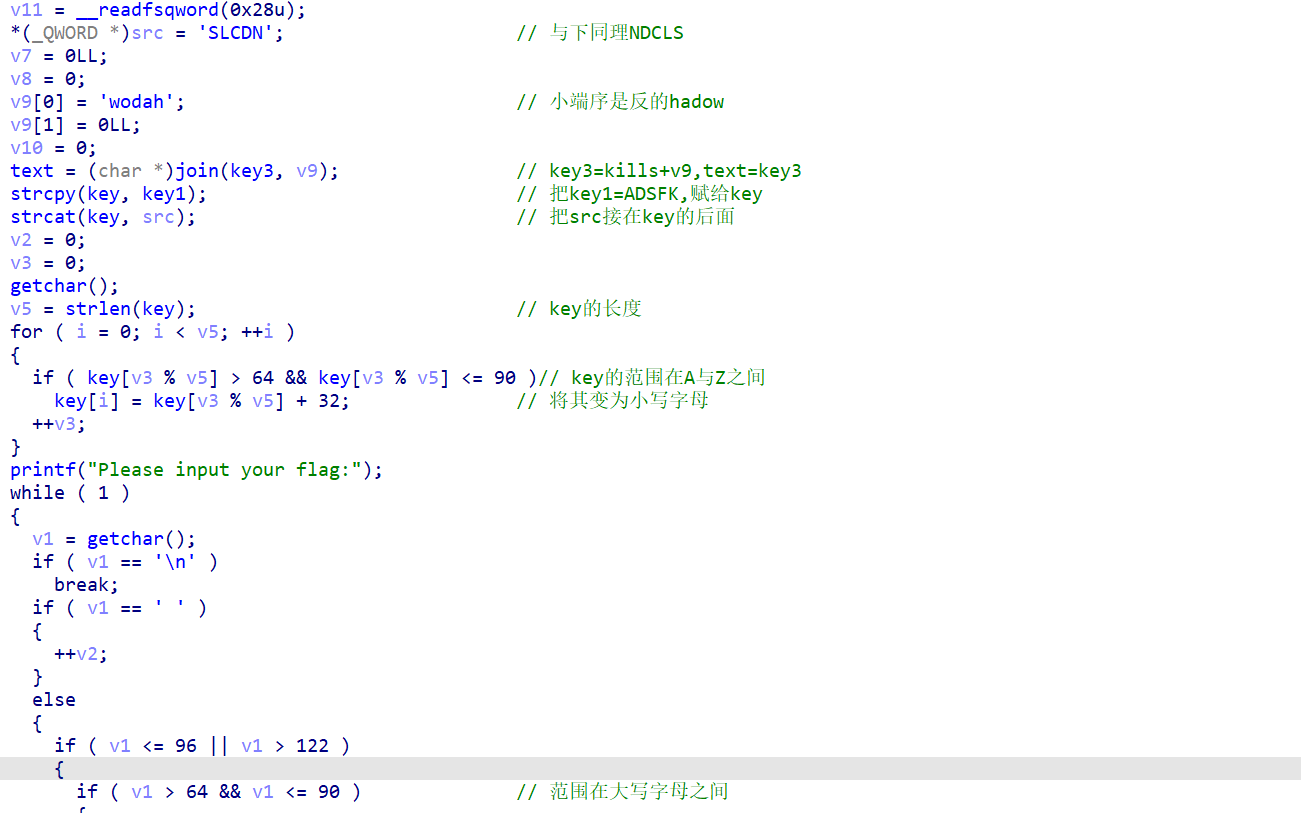 v11 = __readfsqword(0x28u);
*(_QWORD *)src = 'SLCDN'; // 与下同理NDCLS
v7 = 0LL;
v8 = 0;
v9[0] = 'wodah'; // 小端序是反的hadow
v9[1] = 0LL;
v10 = 0;
text = (char *)join(key3, v9); // key3=kills+v9,text=key3
strcpy(key, key1); // 把key1=ADSFK,赋给key
strcat(key, src); // 把src接在key的后面
v2 = 0;
v3 = 0;
getchar();
v5 = strlen(key); // key的长度
for ( i = 0; i < v5; ++i )
{
if ( key[v3 % v5] > 64 && key[v3 % v5] <= 90 )// key的范围在A与Z之间
key[i] = key[v3 % v5] + 32; // 将其变为小写字母
++v3;
}
printf("Please input your flag:");
while ( 1 )
{
v1 = getchar();
if ( v1 == '\n' )
break;
if ( v1 == ' ' )
{
++v2;
}
else
{
if ( v1 <= 96 || v1 > 122 )
{
if ( v1 > 64 && v1 <= 90 ) // 范围在大写字母之间